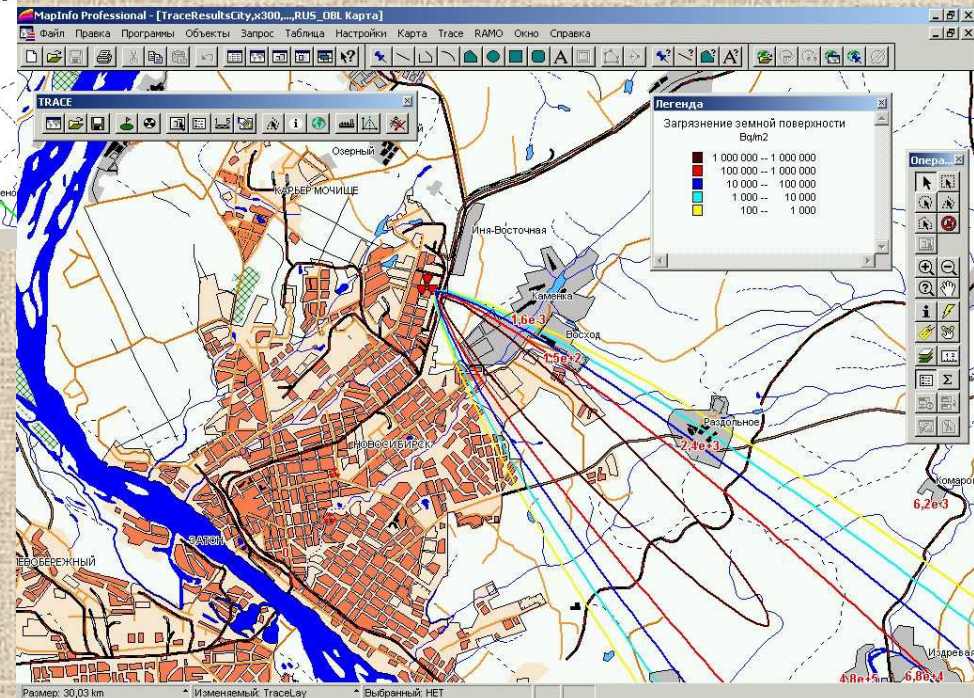 MapInfo Professional - [TraceResultsCity,x300,...,RUS_OBL Карта]
Файл Правка Программы Объекты Запрос Таблица Настройки Карта Trace RAMO Окно Справка
TRACE
Легенда
Загрязнение земной поверхности
Bq/m2
1 000 000 -- 1 000 000
100 000 -- 1 000 000
10 000 -- 100 000
1 000 -- 10 000
100 -- 1 000
Опера...
Озерный
КАРЬЕР МОЧИЩЕ
Иня-Восточная
Каменка
1,6e-3
Восход
1,5e+2
Раздольное
2,4e+3
НОВОСИБИРСК
6,2e-3
ЗАТОН
0
4,8e+5
6,8e+4
Размер: 30,03 km
Изменяемый: TraceLay
Выбранный: НЕТ